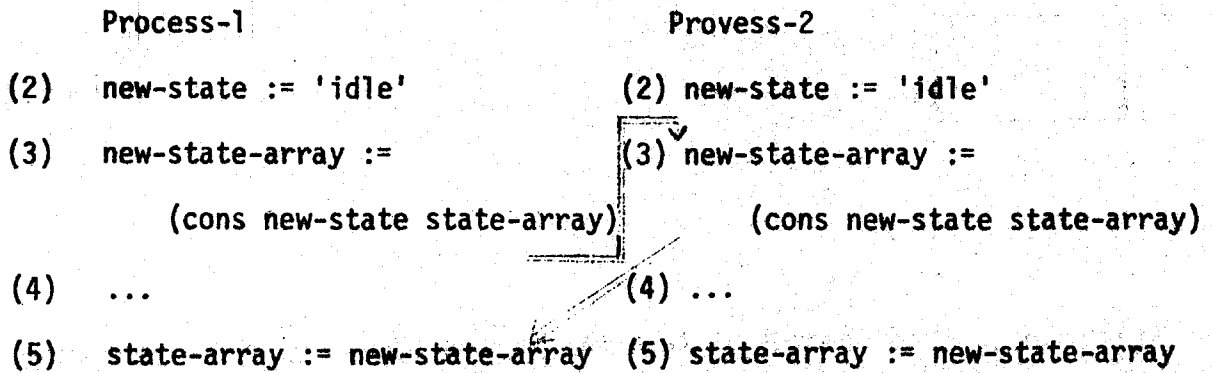 Process-1 Provess-2
(2) new-state := 'idle' (2) new-state := 'idle'
(3) new-state-array := (3) new-state-array :=
(cons new-state state-array) (cons new-state state-array)
(4) ... (4) ...
(5) state-array := new-state-array (5) state-array := new-state-array